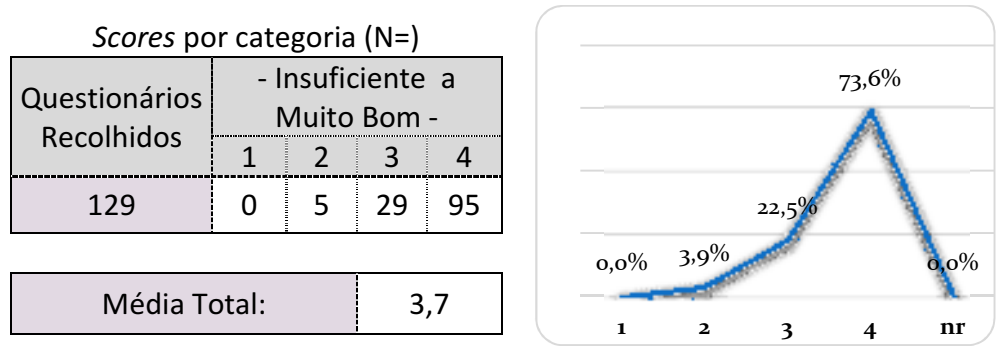 Scores por categoria (N=)
Questionários
Recolhidos
- Insuficiente a
Muito Bom -
1 2 3 4
129 0 5 29 95
Média Total: 3,7
73,6%
22,5%
0,0% 3,9% 0,0%
1 2 3 4 nr